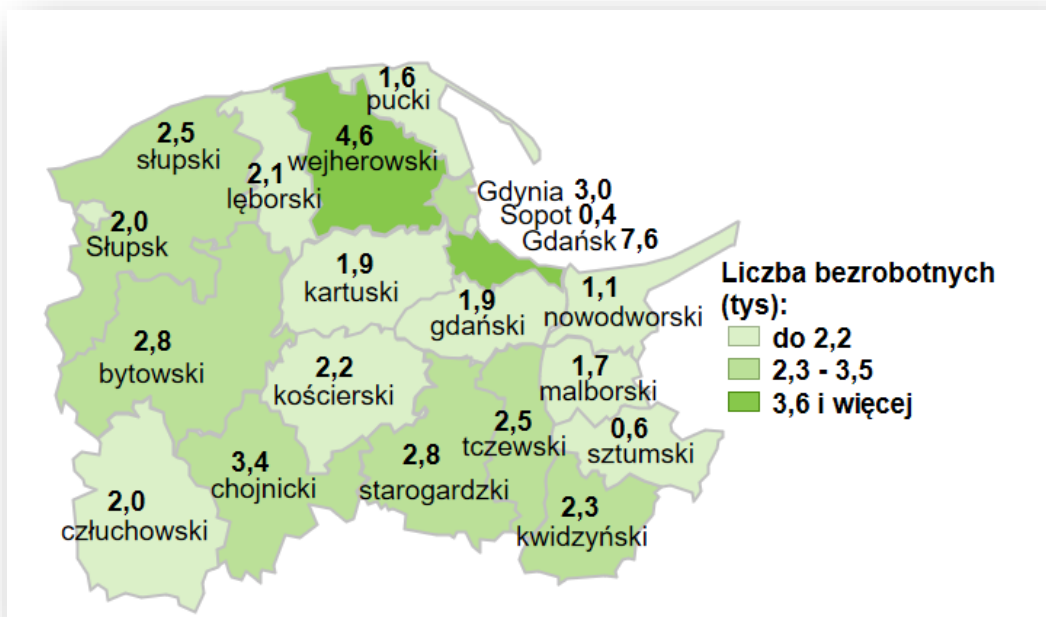 1,6
pucki
4,6
wejherowski
2,5
słupski
2,1
lęborski
Gdynia 3,0
Sopot 0,4
Gdańsk 7,6
2,0
Słupsk
1,9
kartuski
1,9
gdański
1,1
nowodworski
Liczba bezrobotnych
(tys):
do 2,2
2,3 - 3,5
3,6 i więcej
2,8
bytowski
2,2
kościerski
1,7
malborski
2,5
tczewski
0,6
sztumski
3,4
chojnicki
2,8
starogardzki
2,0
człuchowski
2,3
kwidzyński